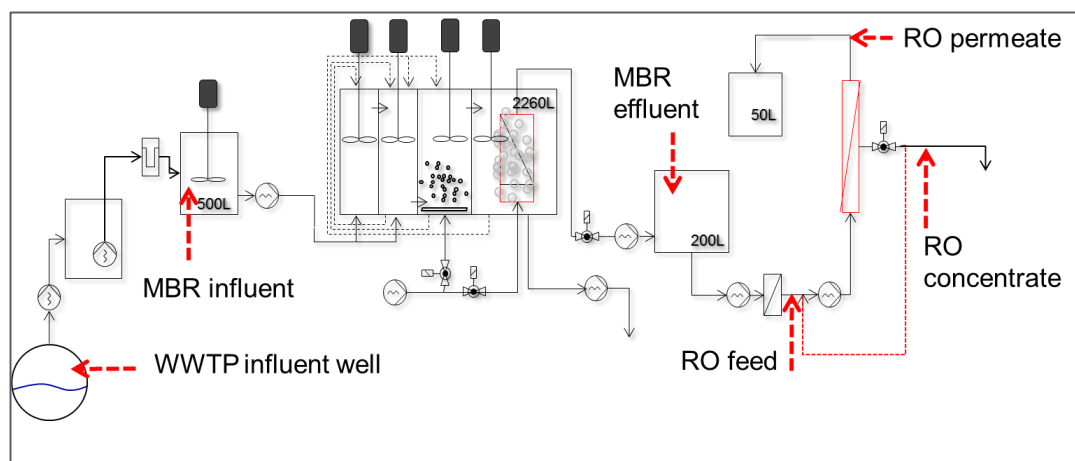 RO permeate
2260L
MBR
effluent
50L
500L
200L
MBR influent
RO
concentrate
WWTP influent well
RO feed